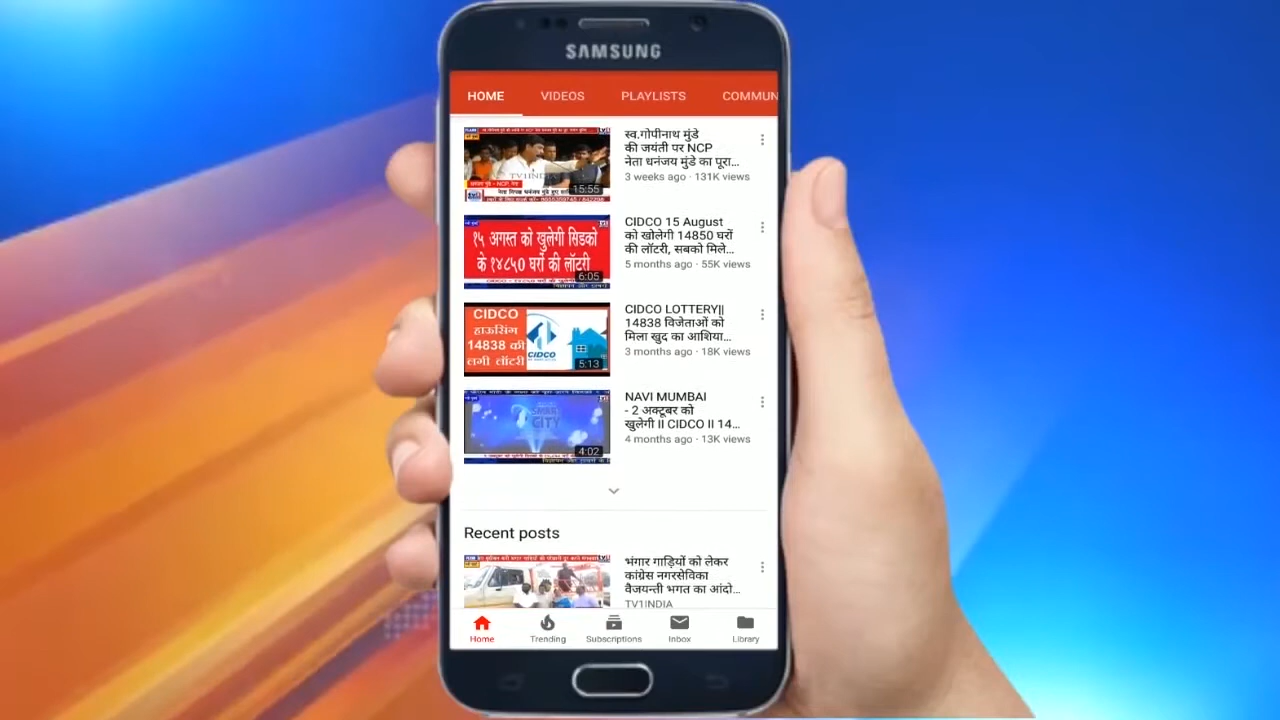 SAMSUNG
HOME VIDEOS PLAYLISTS COMMUN
स्व.गोपीनाथ मुंडे
की जयंती पर NCP
नेता धनंजय मुंडे का पूरा...
3 weeks ago · 131K views
TV1INDIA
15:55
CIDCO 15 August
को खोलेगी 14850 घरों
की लॉटरी, सबको मिले...
5 months ago · 55K views
१५ अगस्त को खुलेगी सिडको
के १४८५० घरों की लॉटरी
6:05
CIDCO LOTTERY||
14838 विजेताओं को
मिला खुद का आशिया...
3 months ago · 18K views
CIDCO
हाऊसिंग
14838 की
लगी लॉटरी
CIDCO
5:13
NAVI MUMBAI
- 2 अक्टूबर को
खुलेगी II CIDCO II 14...
4 months ago · 13K views
SMART
CITY
4:02
Recent posts
भंगार गाड़ियों को लेकर
कांग्रेस नगरसेविका
वैजयन्ती भगत का आंदो...
TV1INDIA
Home Trending Subscriptions Inbox Library